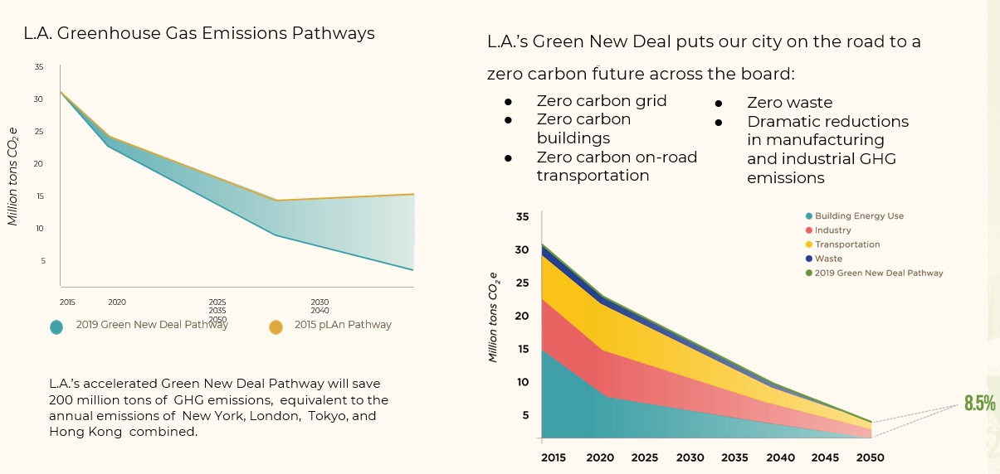 L.A. Greenhouse Gas Emissions Pathways
35
30
25
20
15
10
5
Million tons CO2 e
2015 2020 2025 2030
2035 2040
2050
2019 Green New Deal Pathway 2015 pLAn Pathway
L.A.’s accelerated Green New Deal Pathway will save
200 million tons of GHG emissions, equivalent to the
annual emissions of New York, London, Tokyo, and
Hong Kong combined.
L.A.’s Green New Deal puts our city on the road to a
zero carbon future across the board:
● Zero carbon grid
● Zero carbon
buildings
● Zero carbon on-road
transportation
● Zero waste
● Dramatic reductions
in manufacturing
and industrial GHG
emissions
35
30
25
20
15
10
5
Million tons CO2 e
Building Energy Use
Industry
Transportation
Waste
2019 Green New Deal Pathway
8.5%
2015 2020 2025 2030 2035 2040 2045 2050